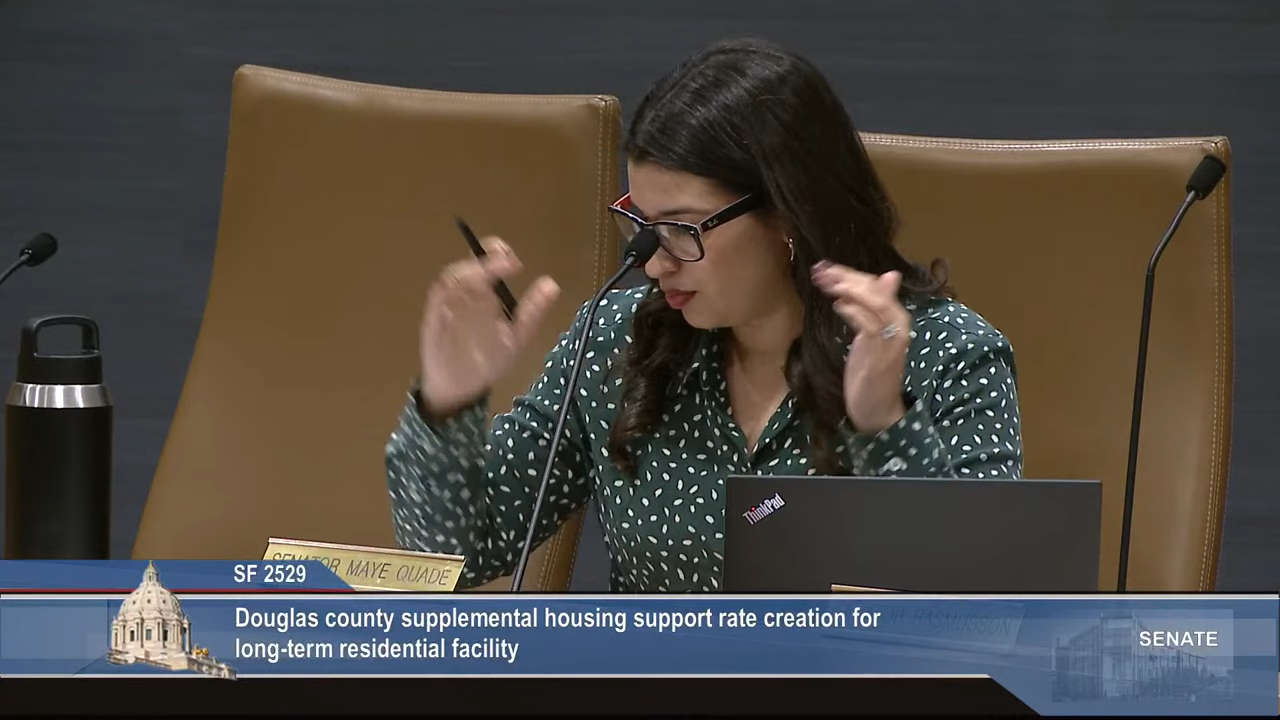 ThinkPad
SENATOR MAYE QUADE
SF 2529
Douglas county supplemental housing support rate creation for
long-term residential facility
RASMUSSON
SENATE